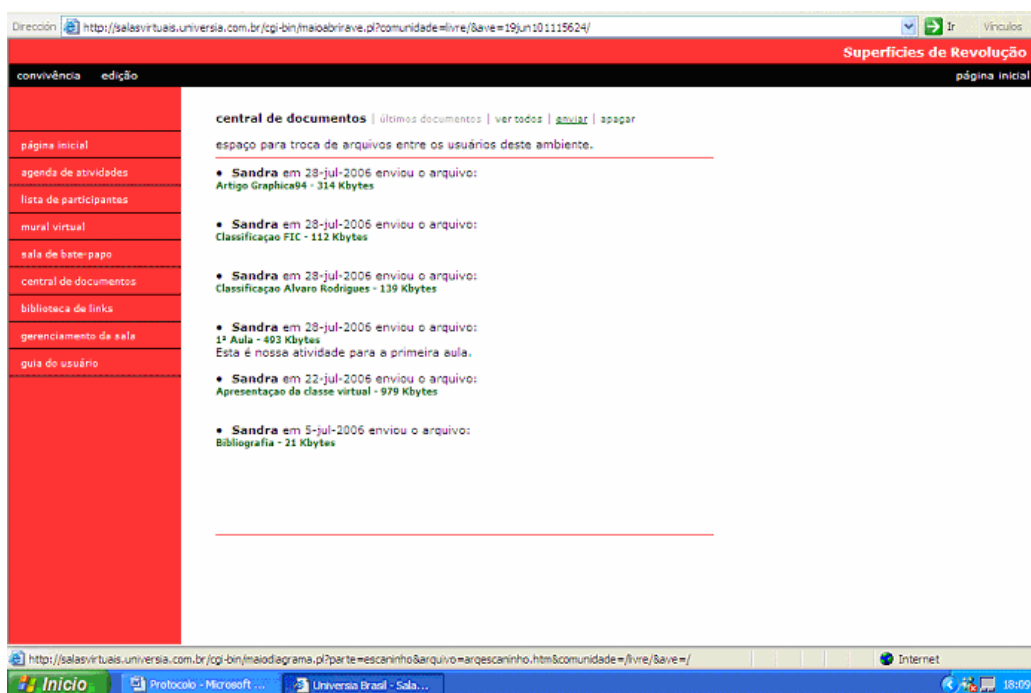 Dirección http://salasvirtuais.universia.com.br/cgi-bin/maioabrirave.pl?comunidade=livre/&ave=19jun101115624/ Ir Vínculos
Superfícies de Revolução
convivência edição página inicial
central de documentos | últimos documentos | ver todos | enviar | apagar
espaço para troca de arquivos entre os usuários deste ambiente.
página inicial
agenda de atividades
lista de participantes
mural virtual
sala de bate-papo
central de documentos
biblioteca de links
gerenciamento da sala
guia do usuário
• Sandra em 28-jul-2006 enviou o arquivo:
Artigo Graphica94 - 314 Kbytes
• Sandra em 28-jul-2006 enviou o arquivo:
Classificaçao FIC - 112 Kbytes
• Sandra em 28-jul-2006 enviou o arquivo:
Classificaçao Alvaro Rodrigues - 139 Kbytes
• Sandra em 28-jul-2006 enviou o arquivo:
1ª Aula - 493 Kbytes
Esta é nossa atividade para a primeira aula.
• Sandra em 22-jul-2006 enviou o arquivo:
Apresentaçao da classe virtual - 979 Kbytes
• Sandra em 5-jul-2006 enviou o arquivo:
Bibliografia - 21 Kbytes
http://salasvirtuais.universia.com.br/cgi-bin/maiodiagrama.pl?parte=escaninho&arquivo=arqescaninho.htm&comunidade=/livre/&ave=/ Internet
Inicio Protocolo - Microsoft ... Universia Brasil - Sala... 18:09